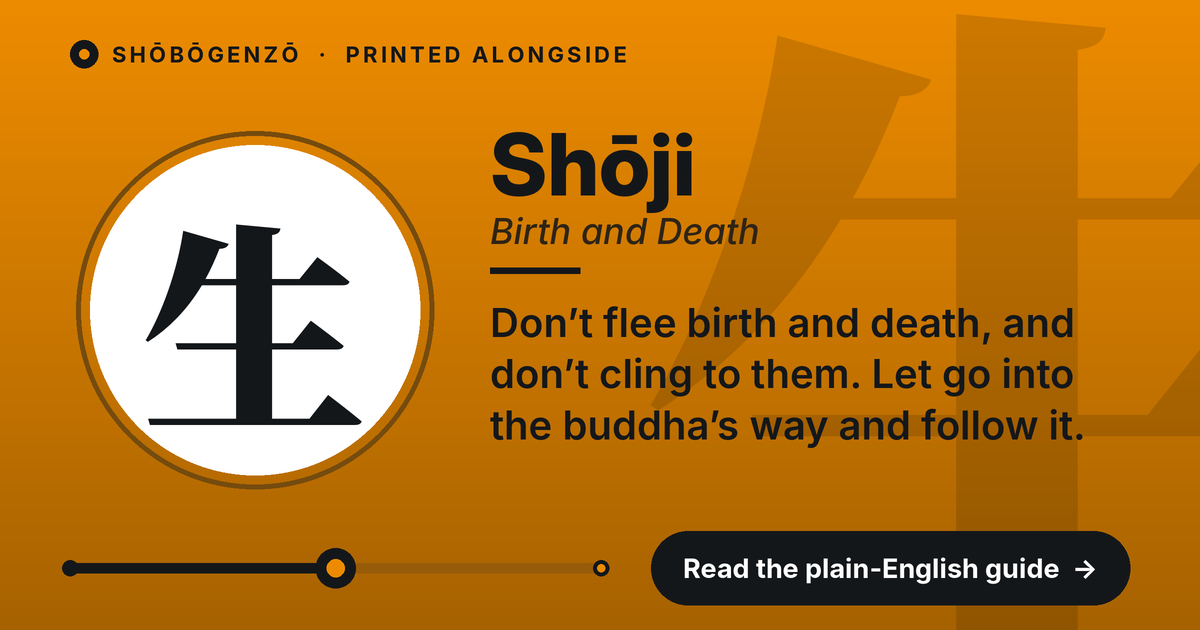 SHŌBŌGENZŌ · PRINTED ALONGSIDE
生
Shōji
Birth and Death
Don’t flee birth and death, and
don’t cling to them. Let go into
the buddha’s way and follow it.
Read the plain-English guide →